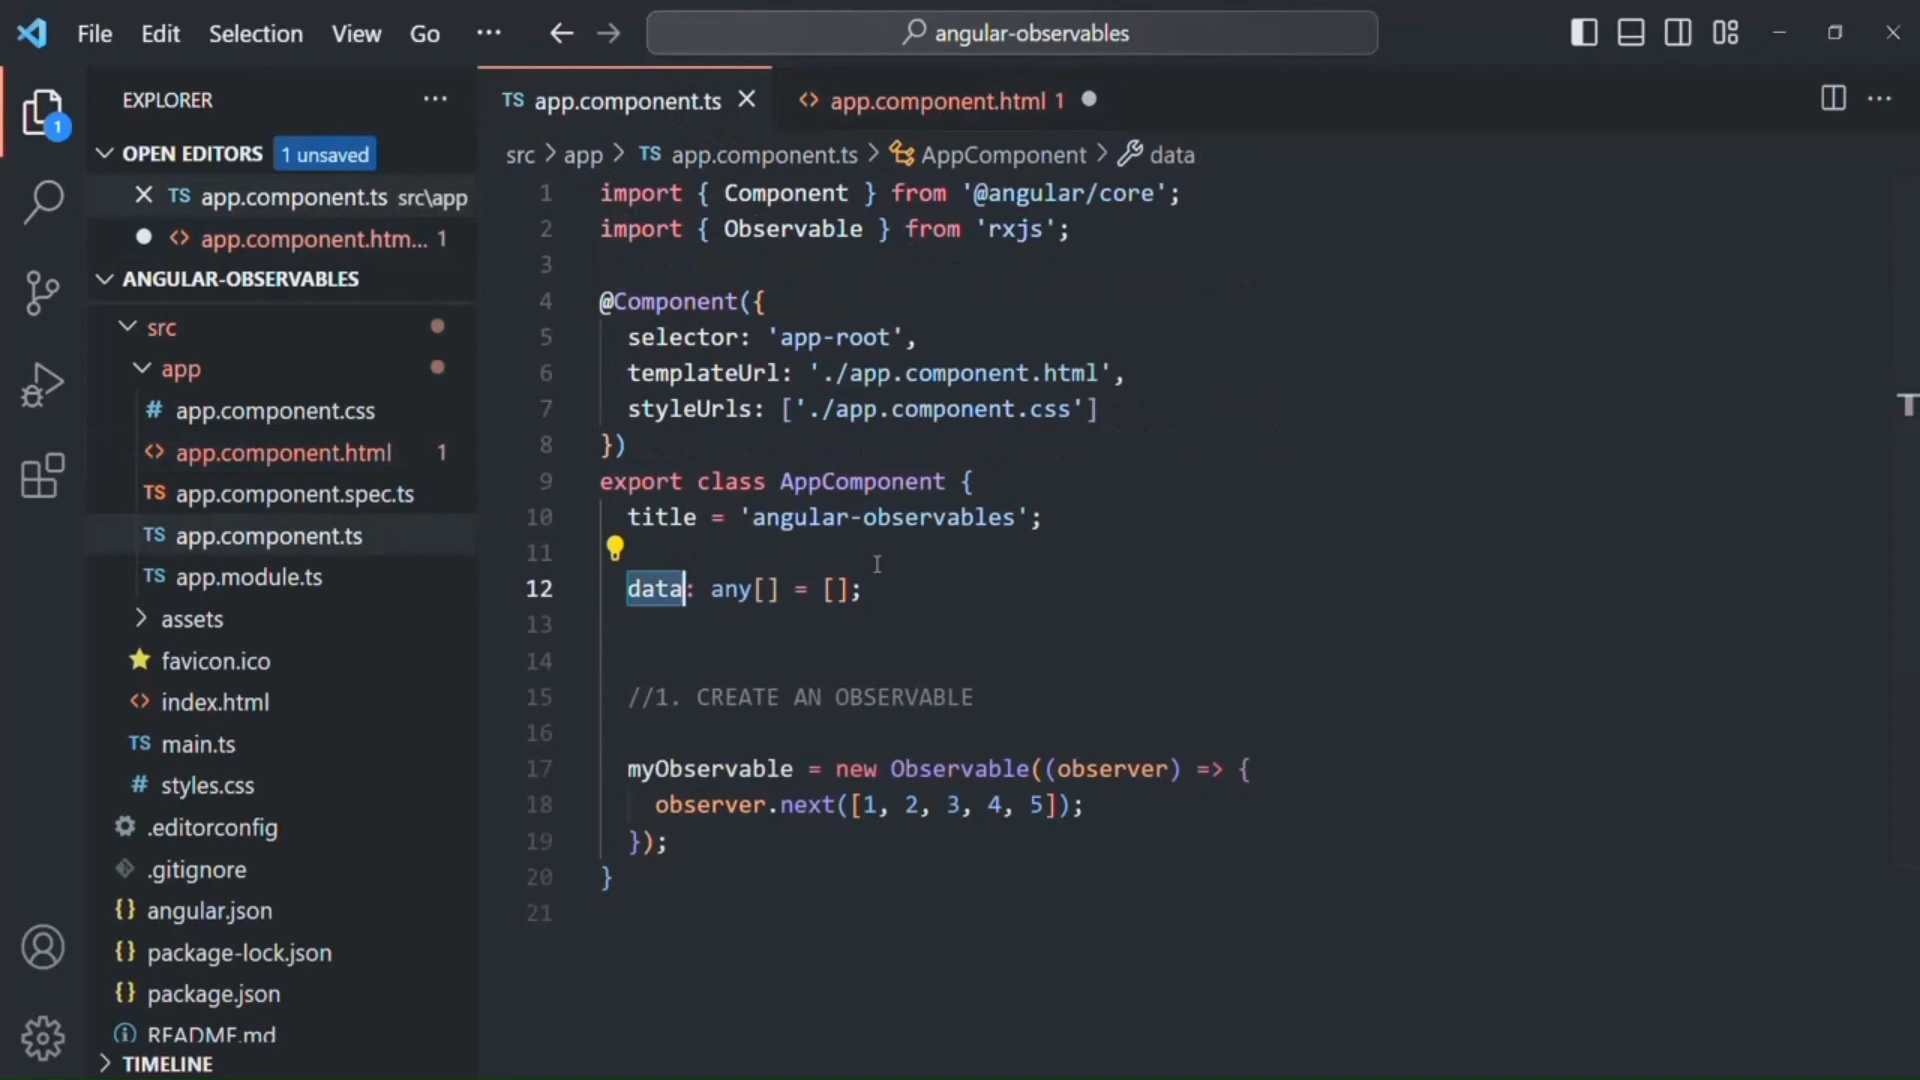 File Edit Selection View Go ··· angular-observables
EXPLORER ···
OPEN EDITORS 1 unsaved
TS app.component.ts src\app
<> app.component.htm... 1
ANGULAR-OBSERVABLES
src
app
# app.component.css
<> app.component.html 1
TS app.component.spec.ts
TS app.component.ts
TS app.module.ts
assets
favicon.ico
<> index.html
TS main.ts
# styles.css
.editorconfig
.gitignore
{} angular.json
{} package-lock.json
{} package.json
README.md
TIMELINE
1
TS app.component.ts <> app.component.html 1
src > app > TS app.component.ts > AppComponent > data
1 import { Component } from '@angular/core';
2 import { Observable } from 'rxjs';
3
4 @Component({
5 selector: 'app-root',
6 templateUrl: './app.component.html',
7 styleUrls: ['./app.component.css']
8 })
9 export class AppComponent {
10 title = 'angular-observables';
11
12 data: any[] = [];
13
14
15 //1. CREATE AN OBSERVABLE
16
17 myObservable = new Observable((observer) => {
18 observer.next([1, 2, 3, 4, 5]);
19 });
20 }
21
T